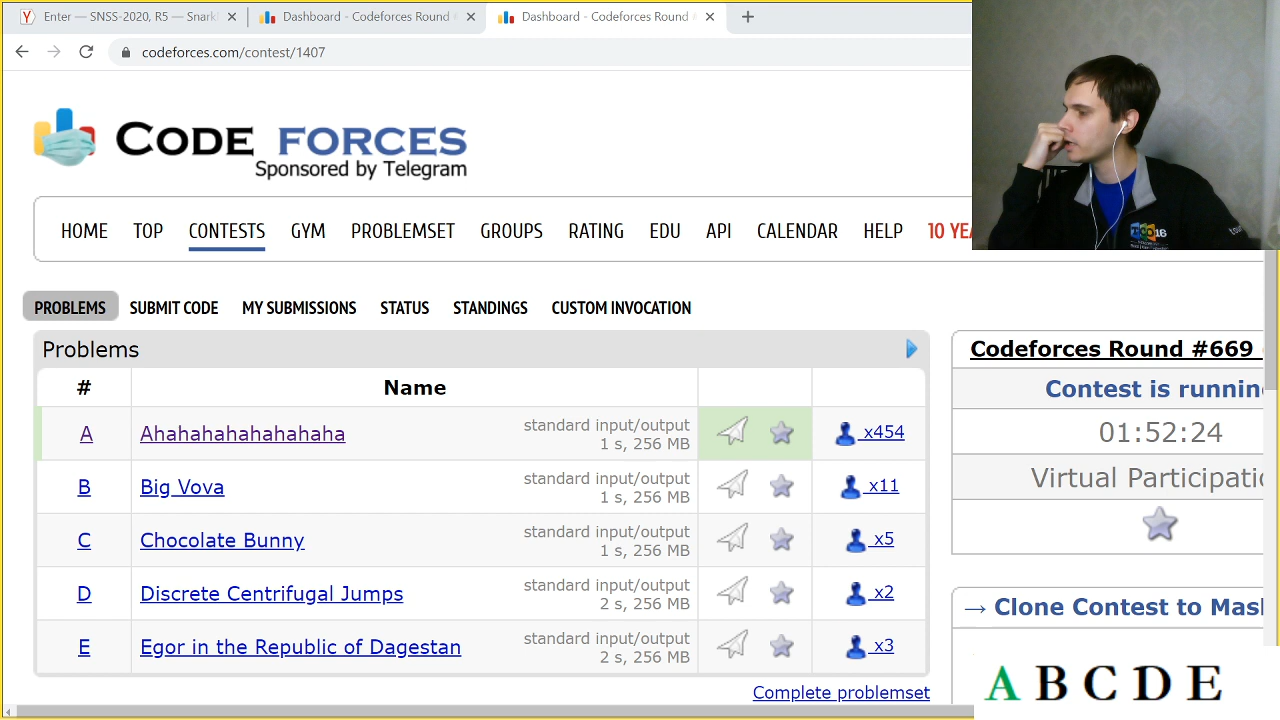 Enter — SNSS-2020, R5 — Snark
Dashboard - Codeforces Round
Dashboard - Codeforces Round
codeforces.com/contest/1407
CODE FORCES
Sponsored by Telegram
HOME TOP CONTESTS GYM PROBLEMSET GROUPS RATING EDU API CALENDAR HELP 10 YEA
PROBLEMS SUBMIT CODE MY SUBMISSIONS STATUS STANDINGS CUSTOM INVOCATION
Problems
# Name
A Ahahahahahahahaha standard input/output 1 s, 256 MB x454
B Big Vova standard input/output 1 s, 256 MB x11
C Chocolate Bunny standard input/output 1 s, 256 MB x5
D Discrete Centrifugal Jumps standard input/output 2 s, 256 MB x2
E Egor in the Republic of Dagestan standard input/output 2 s, 256 MB x3
Complete problemset
Codeforces Round #669
Contest is runnin
01:52:24
Virtual Participatio
→ Clone Contest to Mas
A B C D E